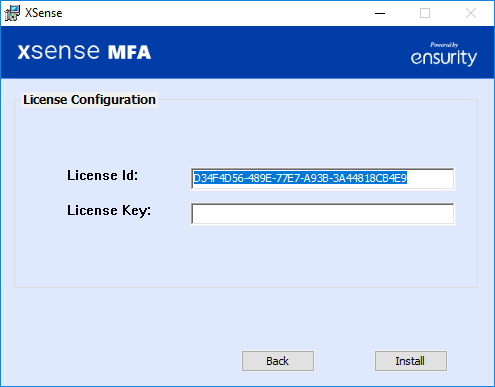 XSense
xsense MFA
Powered by
ensurity
License Configuration
License Id:
D34F4D56-489E-77E7-A93B-3A44818CB4E9
License Key:
Back
Install